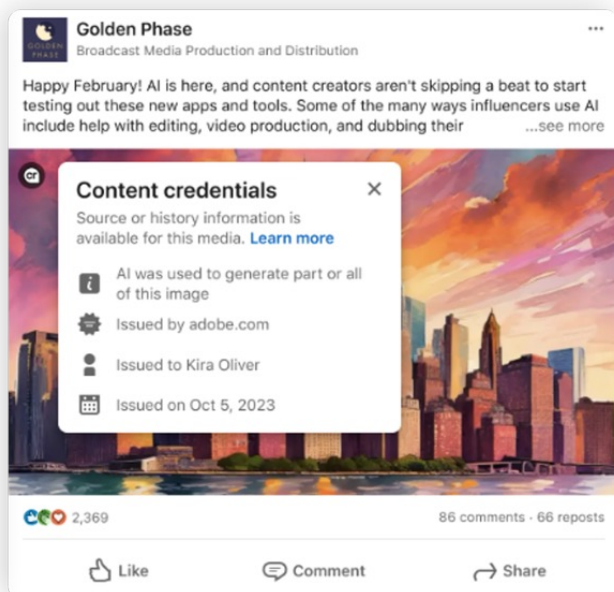 GOLDEN
PHASE
Golden Phase
Broadcast Media Production and Distribution
Happy February! AI is here, and content creators aren't skipping a beat to start
testing out these new apps and tools. Some of the many ways influencers use AI
include help with editing, video production, and dubbing their ...see more
cr
Content credentials
Source or history information is
available for this media. Learn more
AI was used to generate part or all
of this image
Issued by adobe.com
Issued to Kira Oliver
Issued on Oct 5, 2023
2,369
86 comments · 66 reposts
Like
Comment
Share